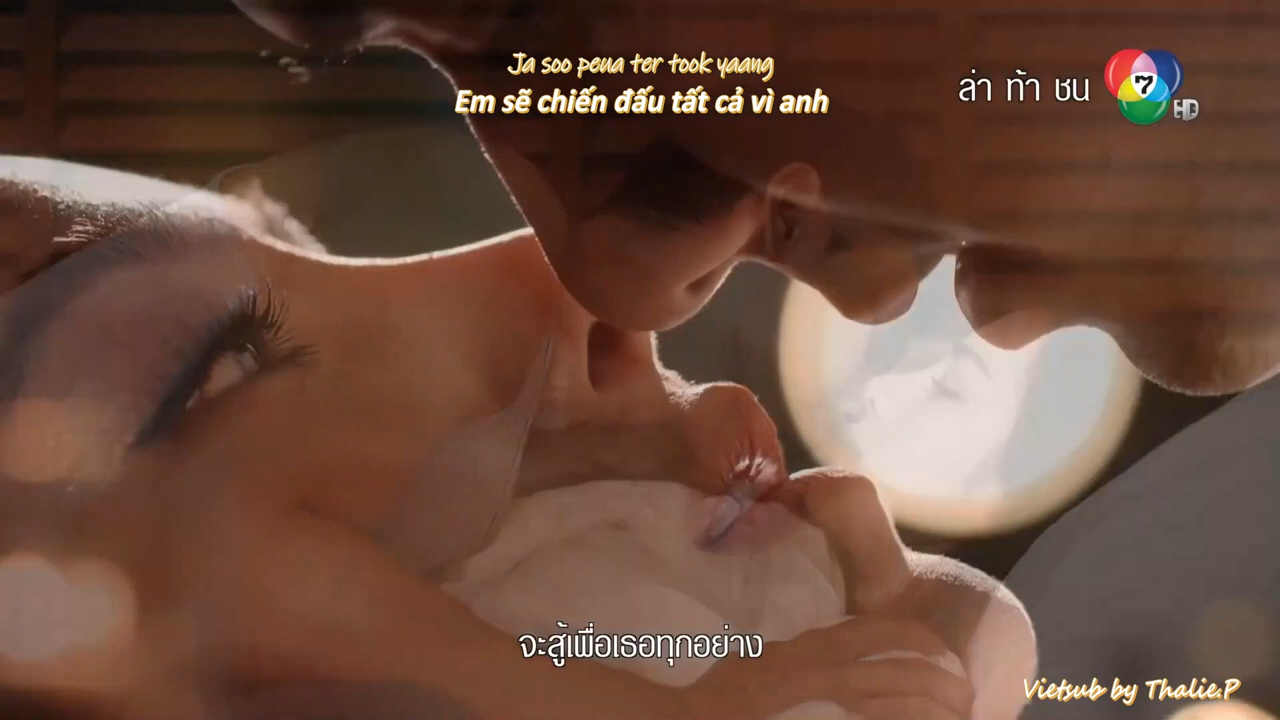 Ja soo peua ter took yaang
Em sẽ chiến đấu tất cả vì anh
ล่า ท้า ชน
7
HD
จะสู้เพื่อเธอทุกอย่าง
Vietsub by Thalie.P